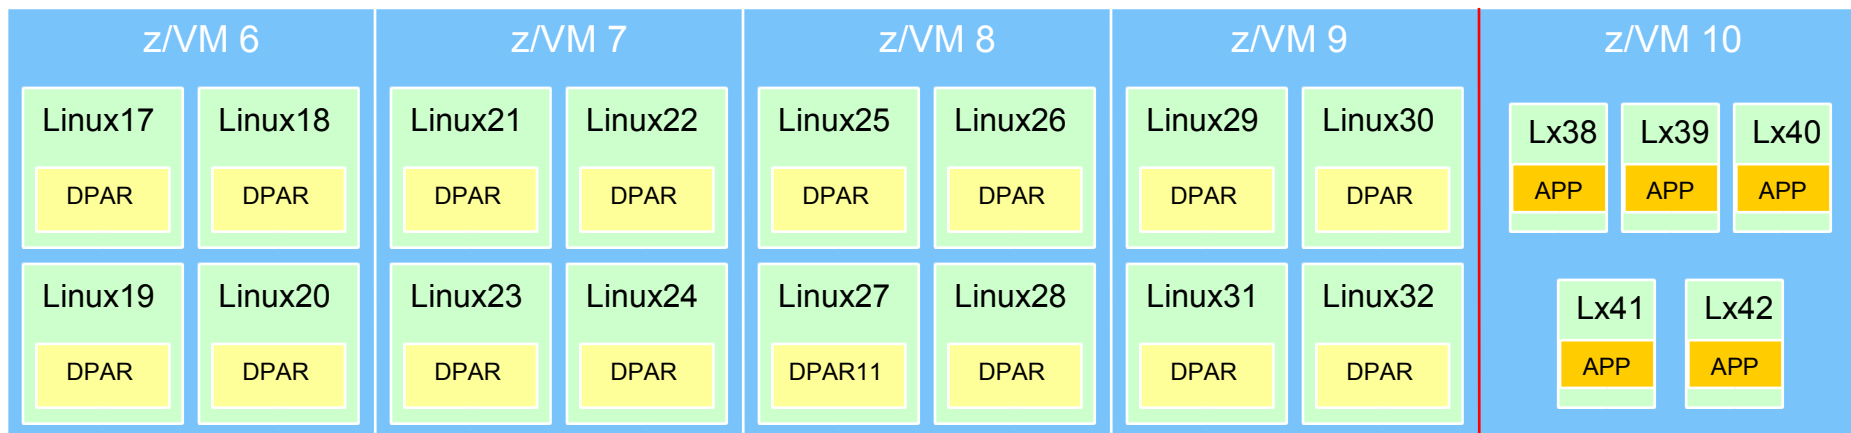 z/VM 6
z/VM 7
z/VM 8
z/VM 9
z/VM 10
Linux17
Linux18
Linux21
Linux22
Linux25
Linux26
Linux29
Linux30
Lx38
Lx39
Lx40
DPAR
DPAR
DPAR
DPAR
DPAR
DPAR
DPAR
DPAR
APP
APP
APP
Linux19
Linux20
Linux23
Linux24
Linux27
Linux28
Linux31
Linux32
Lx41
Lx42
DPAR
DPAR
DPAR
DPAR
DPAR11
DPAR
DPAR
DPAR
APP
APP